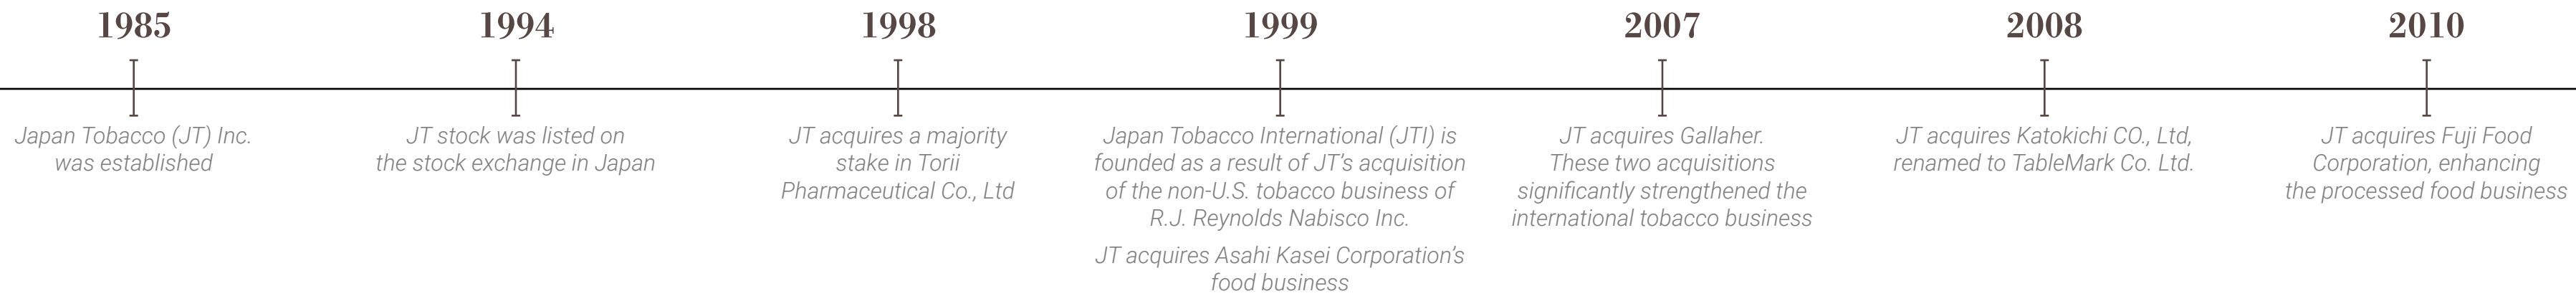 1985
Japan Tobacco (JT) Inc.
was established
1994
JT stock was listed on
the stock exchange in Japan
1998
JT acquires a majority
stake in Torii
Pharmaceutical Co., Ltd
1999
Japan Tobacco International (JTI) is
founded as a result of JT’s acquisition
of the non-U.S. tobacco business of
R.J. Reynolds Nabisco Inc.
JT acquires Asahi Kasei Corporation’s
food business
2007
JT acquires Gallaher.
These two acquisitions
significantly strengthened the
international tobacco business
2008
JT acquires Katokichi CO., Ltd,
renamed to TableMark Co. Ltd.
2010
JT acquires Fuji Food
Corporation, enhancing
the processed food business